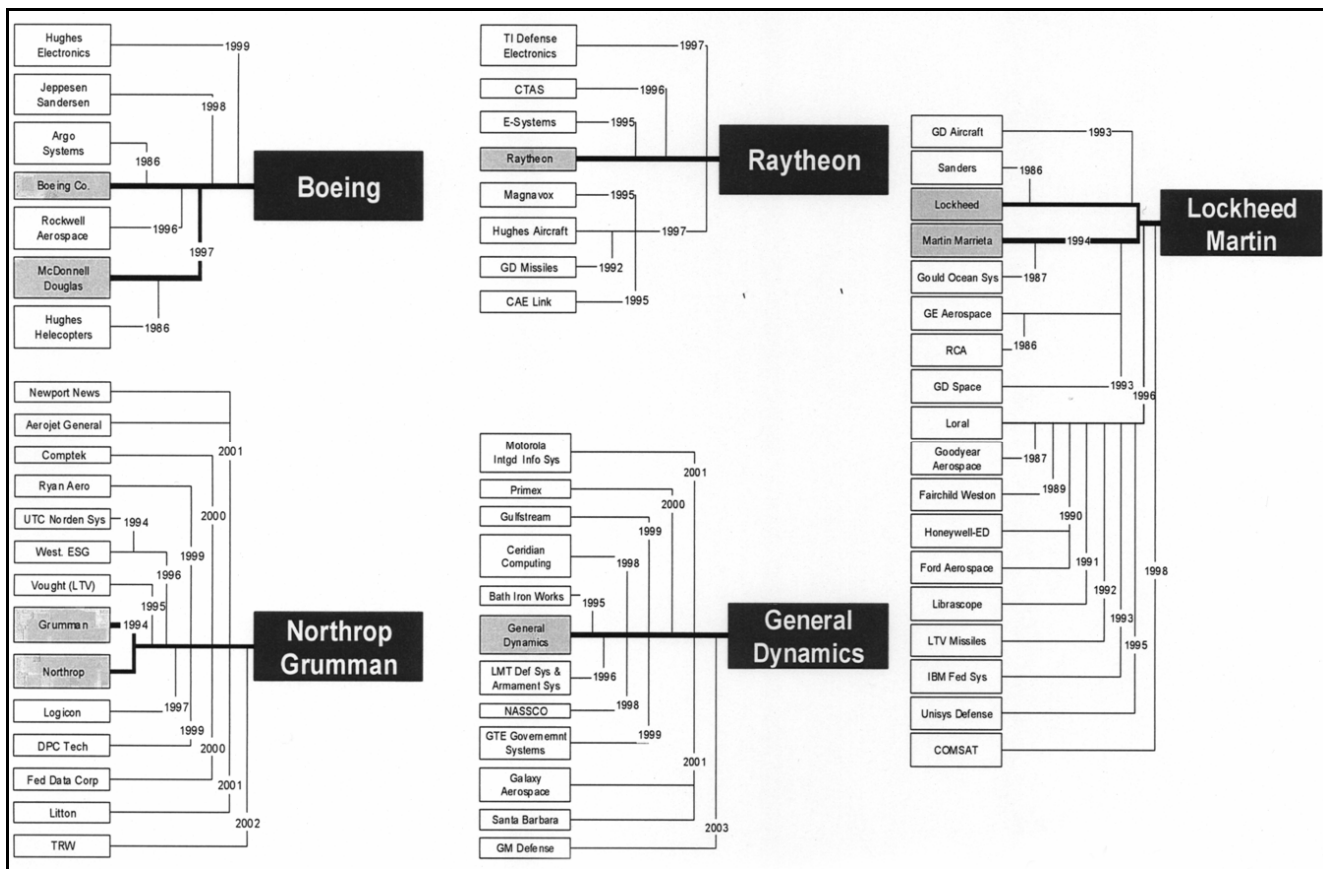 Hughes
Electronics
1999
Jeppesen
Sandersen
1998
Argo
Systems
1986
Boeing Co.
Boeing
Rockwell
Aerospace
1996
1997
McDonnell
Douglas
Hughes
Helecopters
1986
TI Defense
Electronics
1997
CTAS
1996
E-Systems
1995
Raytheon
Raytheon
Magnavox
1995
Hughes Aircraft
1997
GD Missiles
1992
CAE Link
1995
GD Aircraft
1993
Sanders
1986
Lockheed
Lockheed
Martin
Martin Marrieta
1994
Gould Ocean Sys
1987
GE Aerospace
RCA
1986
GD Space
1993
1996
Loral
Goodyear
Aerospace
1987
Fairchild Weston
1989
Honeywell-ED
1990
Ford Aerospace
1991
1998
Librascope
1992
LTV Missiles
1993
1995
IBM Fed Sys
Unisys Defense
COMSAT
Newport News
Aerojet General
2001
Comptek
Ryan Aero
UTC Norden Sys
1994
2000
West. ESG
1999
1996
Vought (LTV)
1995
Grumman
1994
Northrop
Grumman
Northrop
Logicon
1997
1999
DPC Tech
2000
Fed Data Corp
2001
Litton
2002
TRW
Motorola
Intgd Info Sys
2001
Primex
2000
Gulfstream
1999
Ceridian
Computing
1998
Bath Iron Works
1995
General
Dynamics
General
Dynamics
LMT Def Sys &
Armament Sys
1996
NASSCO
1998
GTE Governemnt
Systems
1999
2001
Galaxy
Aerospace
Santa Barbara
2003
GM Defense